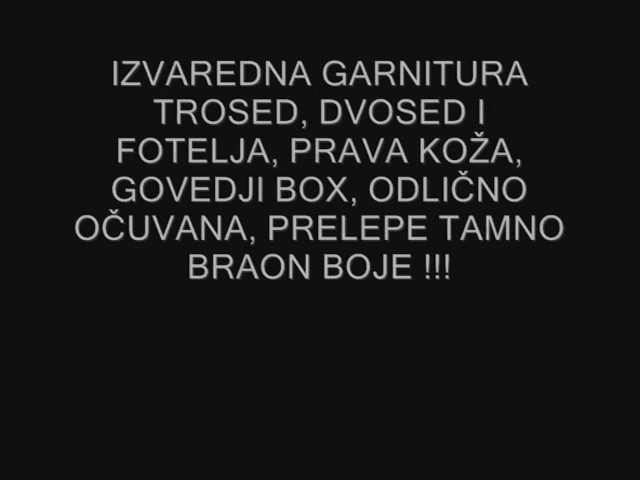 IZVAREDNA GARNITURA
TROSED, DVOSED I
FOTELJA, PRAVA KOŽA,
GOVEDJI BOX, ODLIČNO
OČUVANA, PRELEPE TAMNO
BRAON BOJE !!!